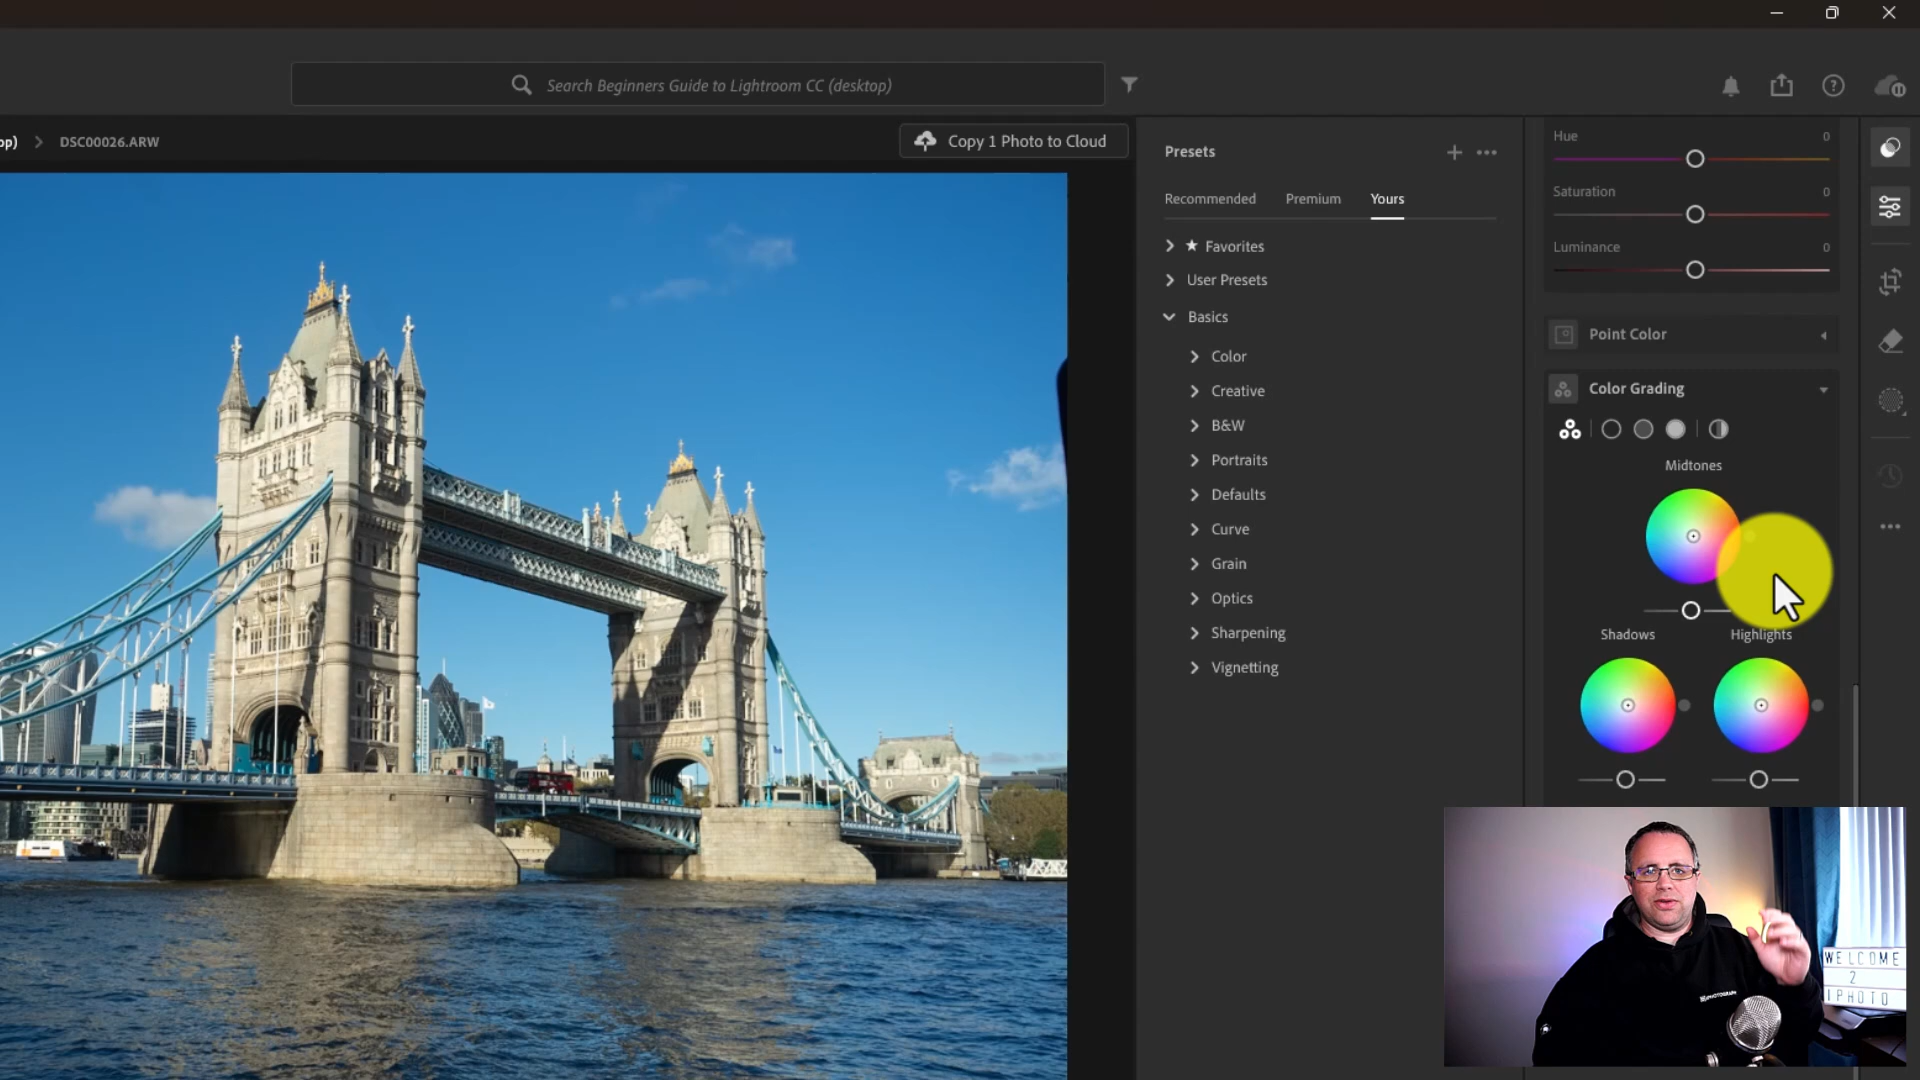 Search Beginners Guide to Lightroom CC (desktop)
op) DSC00026.ARW
Copy 1 Photo to Cloud
Presets
Recommended Premium Yours
Favorites
User Presets
Basics
Color
Creative
B&W
Portraits
Defaults
Curve
Grain
Optics
Sharpening
Vignetting
Hue 0
Saturation 0
Luminance 0
Point Color
Color Grading
Midtones
Shadows Highlights
WELCOME
2
IPHOTO